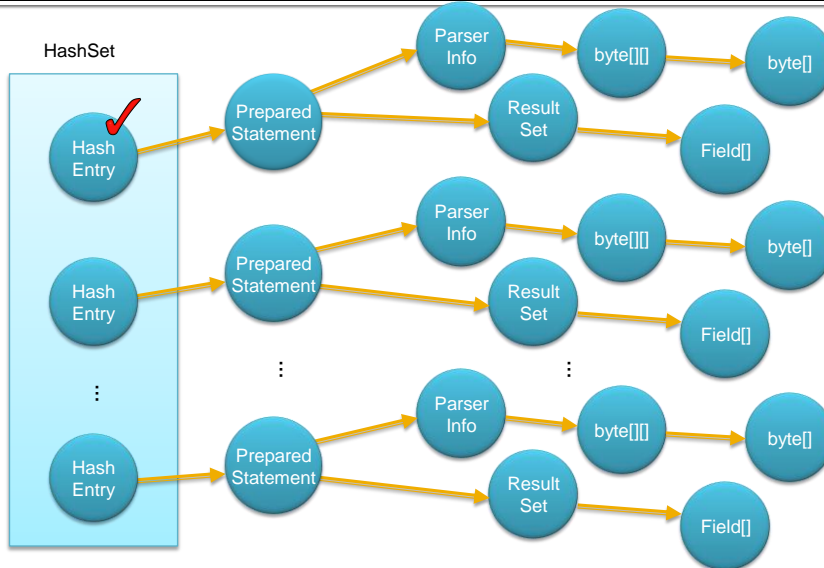 HashSet
Parser
Info
byte[][]
byte[]
Hash
Entry
Prepared
Statement
Result
Set
Field[]
Parser
Info
byte[][]
byte[]
Hash
Entry
Prepared
Statement
Result
Set
Field[]
...
...
...
Parser
Info
byte[][]
byte[]
Hash
Entry
Prepared
Statement
Result
Set
Field[]